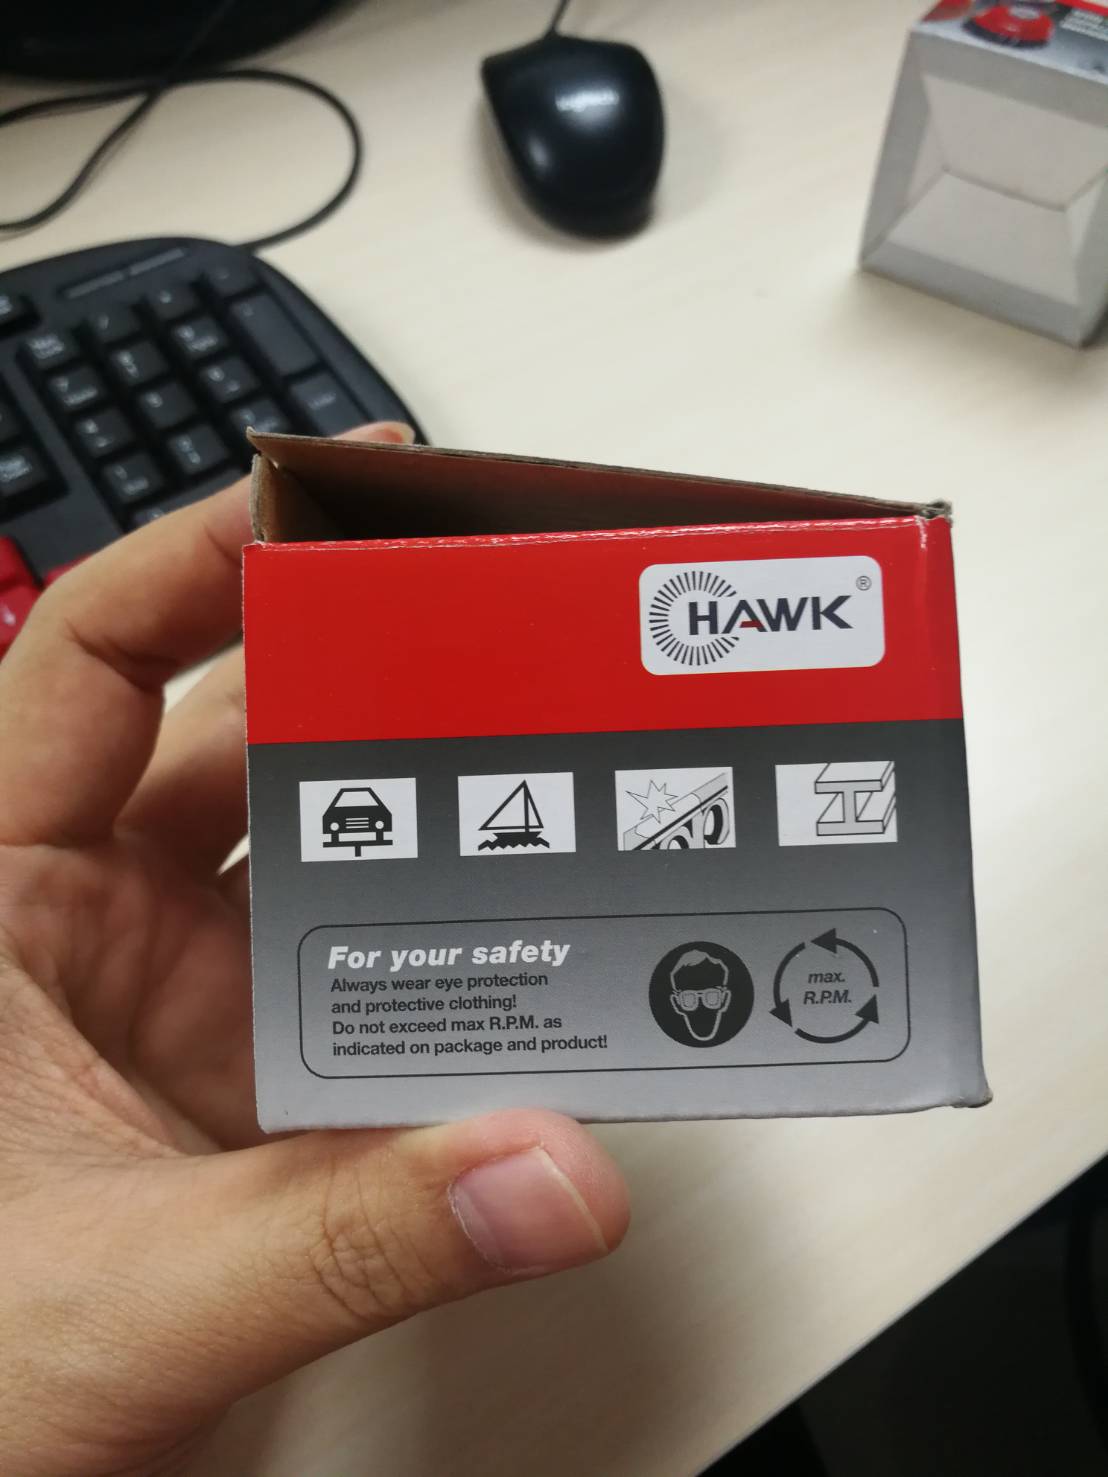 HAWK®
For your safety
Always wear eye protection
and protective clothing!
Do not exceed max R.P.M. as
indicated on package and product!
max.
R.P.M.